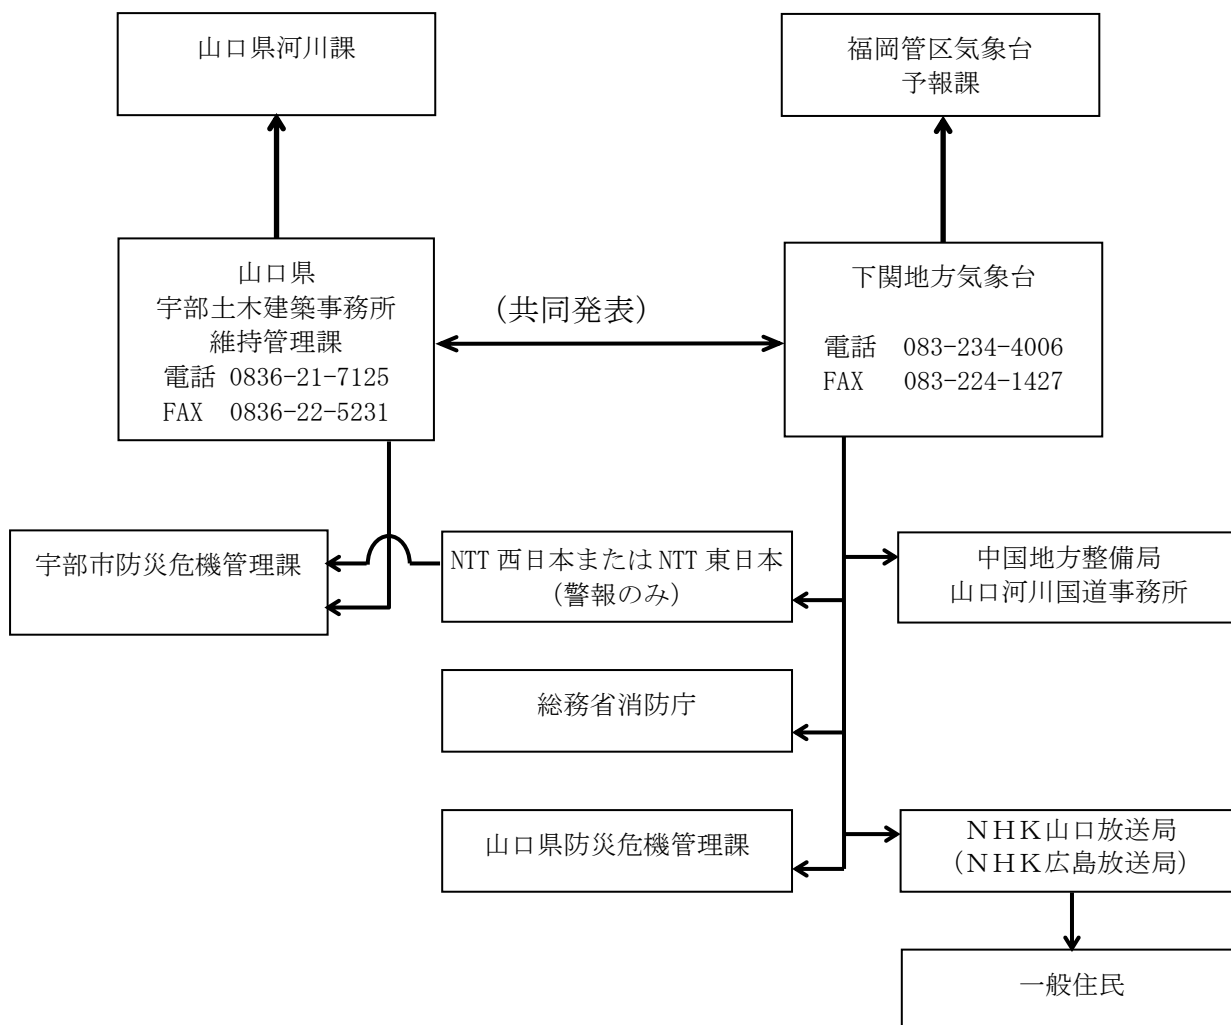 山口県河川課
福岡管区気象台
予報課
山口県
宇部土木建築事務所
維持管理課
電話 0836-21-7125
FAX 0836-22-5231
（共同発表）
下関地方気象台
電話 083-234-4006
FAX 083-224-1427
宇部市防災危機管理課
NTT 西日本または NTT 東日本
（警報のみ）
中国地方整備局
山口河川国道事務所
総務省消防庁
山口県防災危機管理課
ＮＨＫ山口放送局
（ＮＨＫ広島放送局）
一般住民